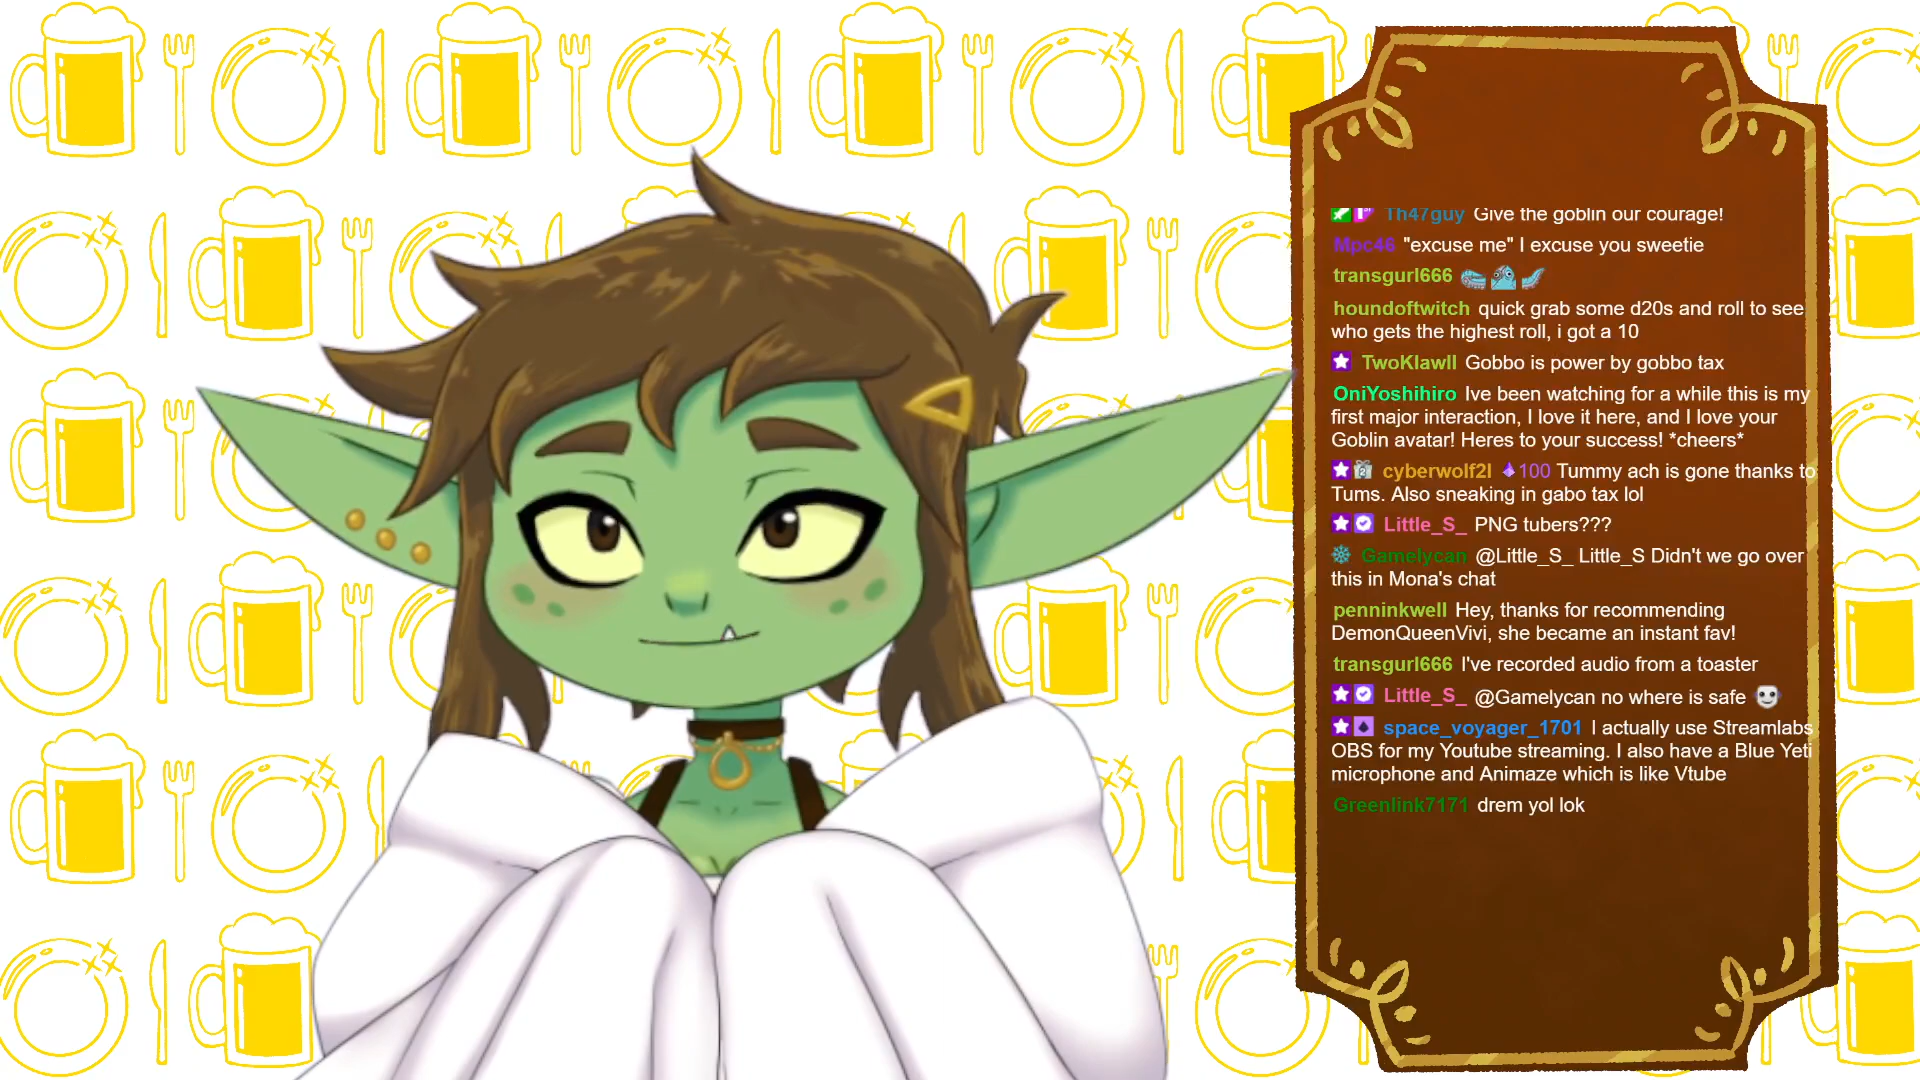 Th47guy Give the goblin our courage!
Mpc46 "excuse me" I excuse you sweetie
transgurl666
houndoftwitch quick grab some d20s and roll to see
who gets the highest roll, i got a 10
TwoKlawll Gobbo is power by gobbo tax
OniYoshihiro Ive been watching for a while this is my
first major interaction, I love it here, and I love your
Goblin avatar! Heres to your success! *cheers*
2 cyberwolf2l 100 Tummy ach is gone thanks to
Tums. Also sneaking in gabo tax lol
Little_S_ PNG tubers???
Gamelycan @Little_S_ Little_S Didn't we go over
this in Mona's chat
penninkwell Hey, thanks for recommending
DemonQueenVivi, she became an instant fav!
transgurl666 I've recorded audio from a toaster
Little_S_ @Gamelycan no where is safe
space_voyager_1701 I actually use Streamlabs
OBS for my Youtube streaming. I also have a Blue Yeti
microphone and Animaze which is like Vtube
Greenlink7171 drem yol lok